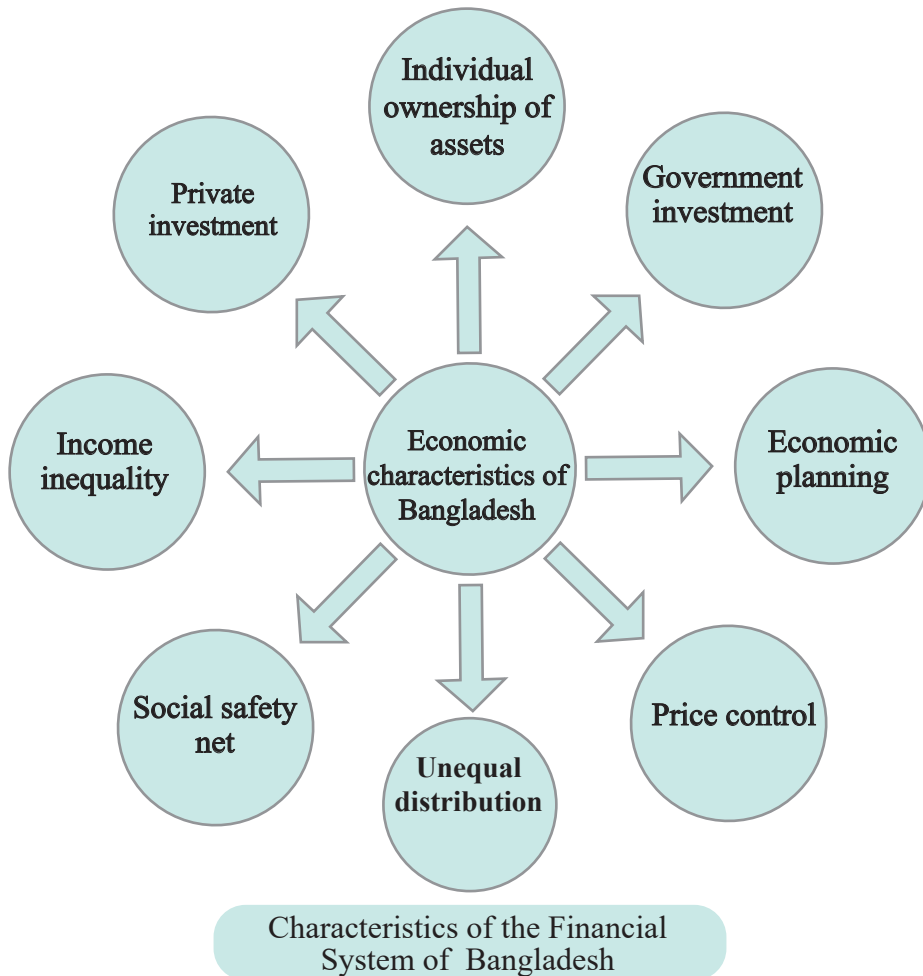 Individual
ownership of
assets
Government
investment
Private
investment
Economic
planning
Income
inequality
Economic
characteristics of
Bangladesh
Price control
Social safety
net
Unequal
distribution
Characteristics of the Financial
System of Bangladesh